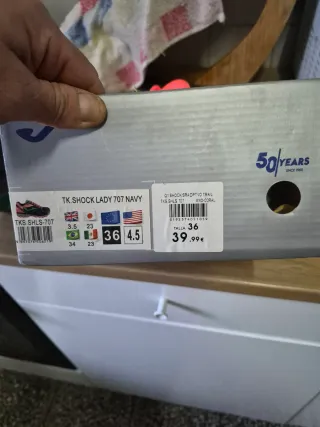 50 YEARS
TK.SHOCK LADY 707 NAVY
TKS.SHLS-707
3.5 23
34 23
36 4.5
TALLA 36
39,99€